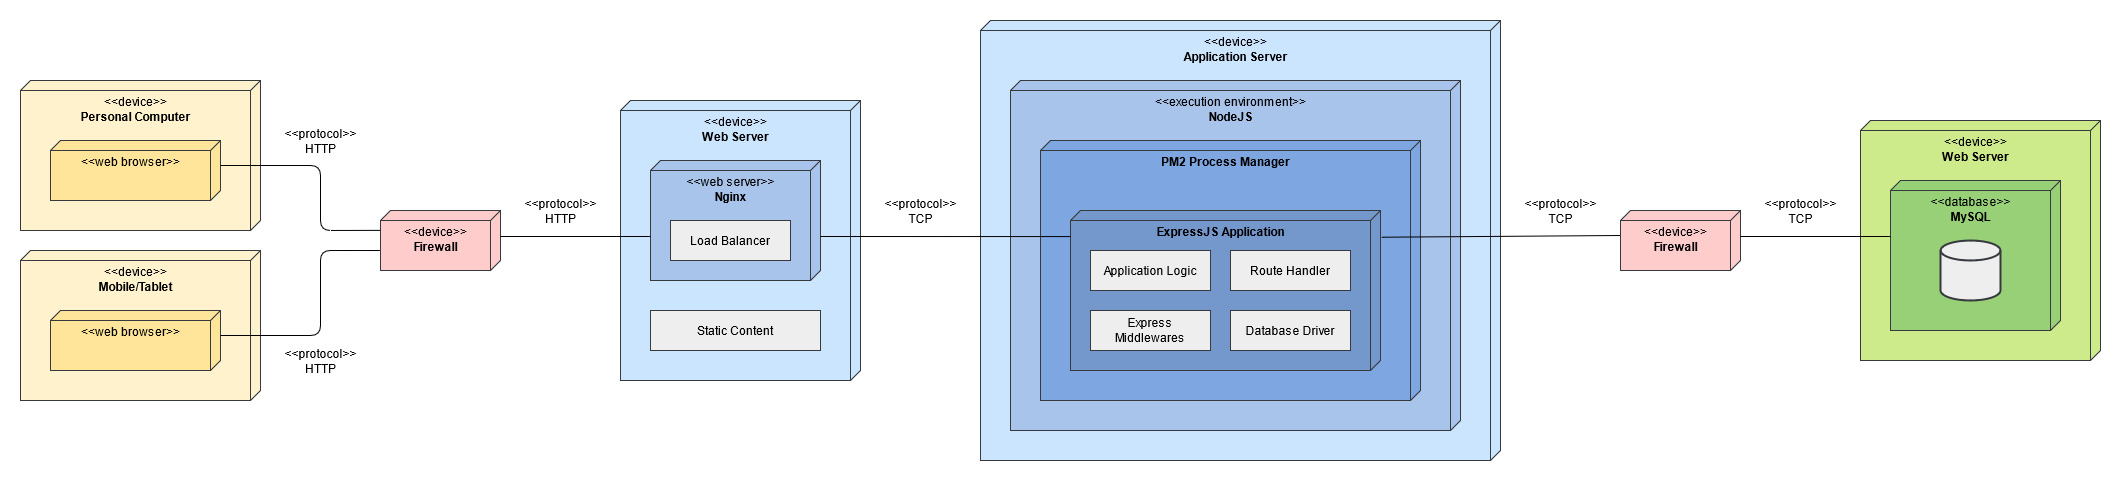 <<device>>
Personal Computer
<<web browser>>
<<protocol>>
HTTP
<<device>>
Mobile/Tablet
<<web browser>>
<<protocol>>
HTTP
<<device>>
Firewall
<<protocol>>
HTTP
<<device>>
Web Server
<<web server>>
Nginx
Load Balancer
Static Content
<<protocol>>
TCP
<<device>>
Application Server
<<execution environment>>
NodeJS
PM2 Process Manager
ExpressJS Application
Application Logic
Route Handler
Express
Middlewares
Database Driver
<<protocol>>
TCP
<<device>>
Firewall
<<protocol>>
TCP
<<device>>
Web Server
<<database>>
MySQL